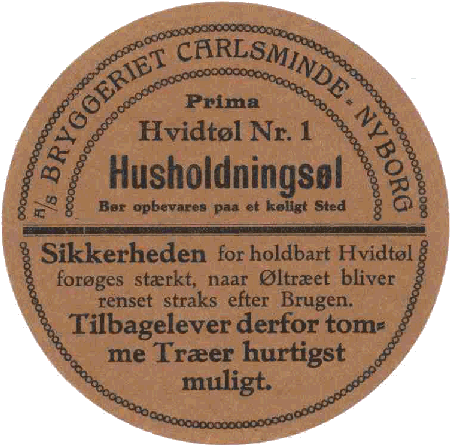 A/S BRYGGERIET CARLSMINDE - NYBORG
Prima
Hvidtøl Nr. 1
Husholdningsøl
Bør opbevares paa et køligt Sted
Sikkerheden for holdbart Hvidtøl
forøges stærkt, naar Øltræet bliver
renset straks efter Brugen.
Tilbagelever derfor tom=
me Træer hurtigst
muligt.